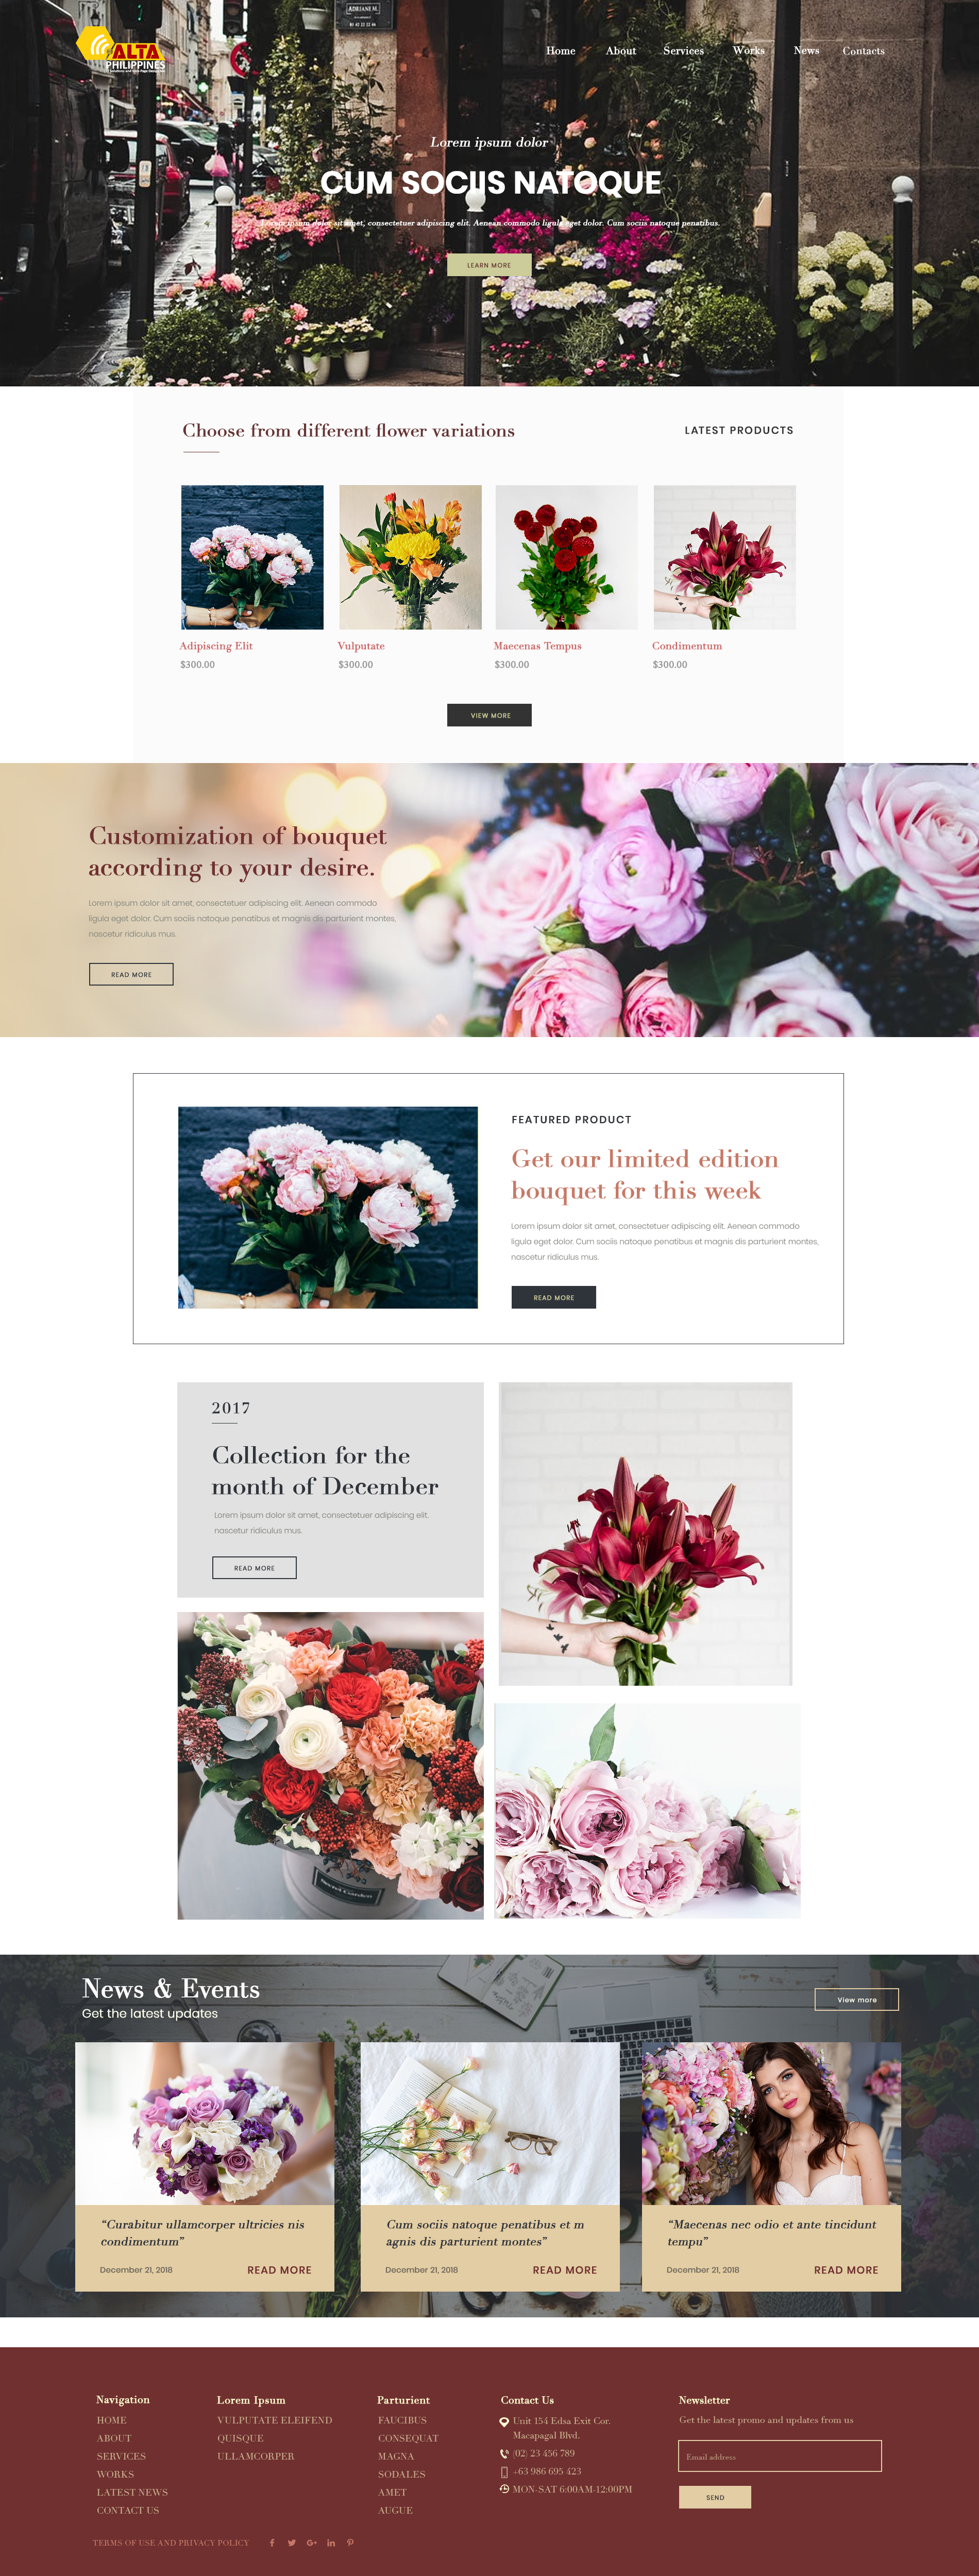 ADRIANE M.
ALTA
PHILIPPINES
Home About Services Works News Contacts
Lorem ipsum dolor
CUM SOCIIS NATOQUE
Lorem ipsum dolor sit amet, consectetuer adipiscing elit. Aenean commodo ligula eget dolor. Cum sociis natoque penatibus.
LEARN MORE
Choose from different flower variations
LATEST PRODUCTS
Adipiscing Elit
$300.00
Vulputate
$300.00
Maecenas Tempus
$300.00
Condimentum
$300.00
VIEW MORE
Customization of bouquet
according to your desire.
Lorem ipsum dolor sit amet, consectetuer adipiscing elit. Aenean commodo
ligula eget dolor. Cum sociis natoque penatibus et magnis dis parturient montes,
nascetur ridiculus mus.
READ MORE
FEATURED PRODUCT
Get our limited edition
bouquet for this week
Lorem ipsum dolor sit amet, consectetuer adipiscing elit. Aenean commodo
ligula eget dolor. Cum sociis natoque penatibus et magnis dis parturient montes,
nascetur ridiculus mus.
READ MORE
2017
Collection for the
month of December
Lorem ipsum dolor sit amet, consectetuer adipiscing elit.
nascetur ridiculus mus.
READ MORE
Secret Garden
News & Events
Get the latest updates
View more
“Curabitur ullamcorper ultricies nis
condimentum”
December 21, 2018
READ MORE
Cum sociis natoque penatibus et m
agnis dis parturient montes”
December 21, 2018
READ MORE
“Maecenas nec odio et ante tincidunt
tempu”
December 21, 2018
READ MORE
Navigation
HOME
ABOUT
SERVICES
WORKS
LATEST NEWS
CONTACT US
Lorem Ipsum
VULPUTATE ELEIFEND
QUISQUE
ULLAMCORPER
Parturient
FAUCIBUS
CONSEQUAT
MAGNA
SODALES
AMET
AUGUE
Contact Us
Unit 154 Edsa Exit Cor.
Macapagal Blvd.
(02) 23 456 789
+63 986 695 423
MON-SAT 6:00AM-12:00PM
Newsletter
Get the latest promo and updates from us
Email address
SEND
TERMS OF USE AND PRIVACY POLICY